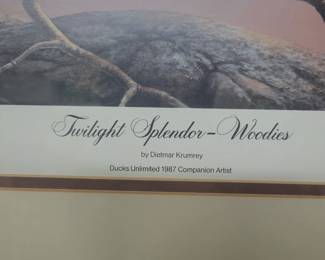 Twilight Splendor-Woodies
by Dietmar Krumrey
Ducks Unlimited 1987 Companion Artist